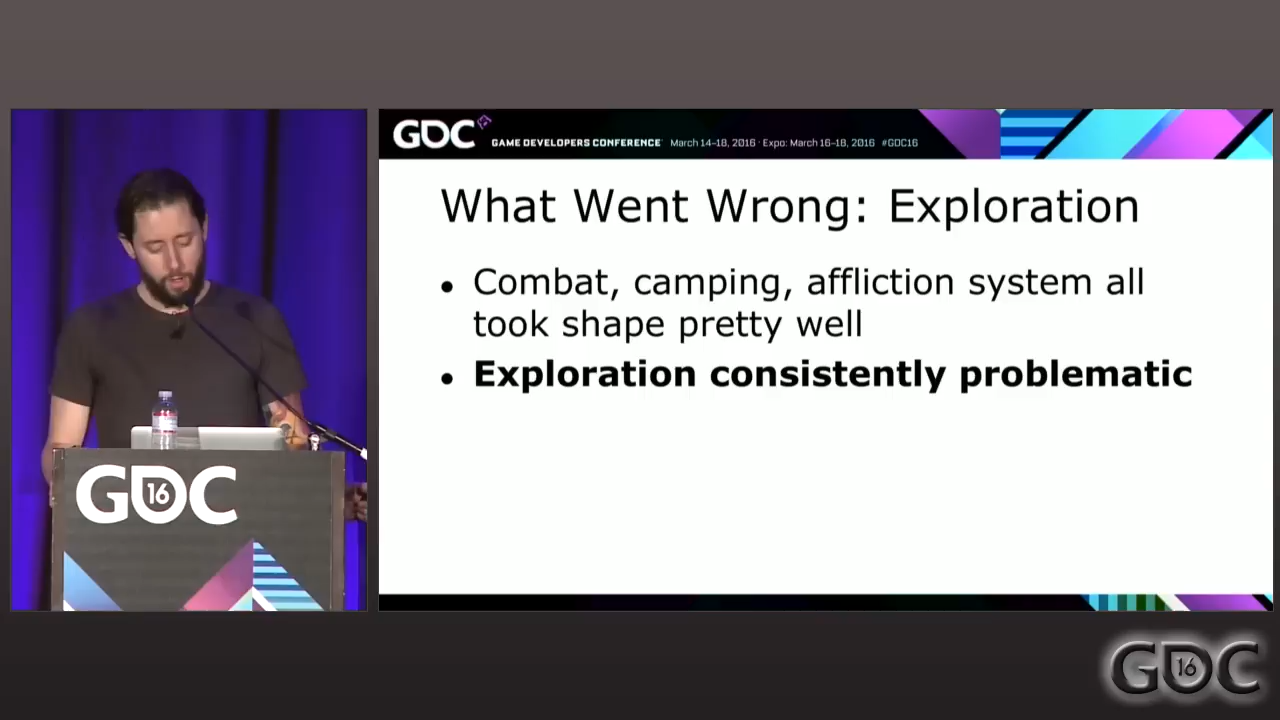 GDC
GAME DEVELOPERS CONFERENCE March 14–18, 2016 · Expo: March 16–18, 2016 #GDC16
What Went Wrong: Exploration
• Combat, camping, affliction system all
took shape pretty well
• Exploration consistently problematic
GDC
16
GDC
16